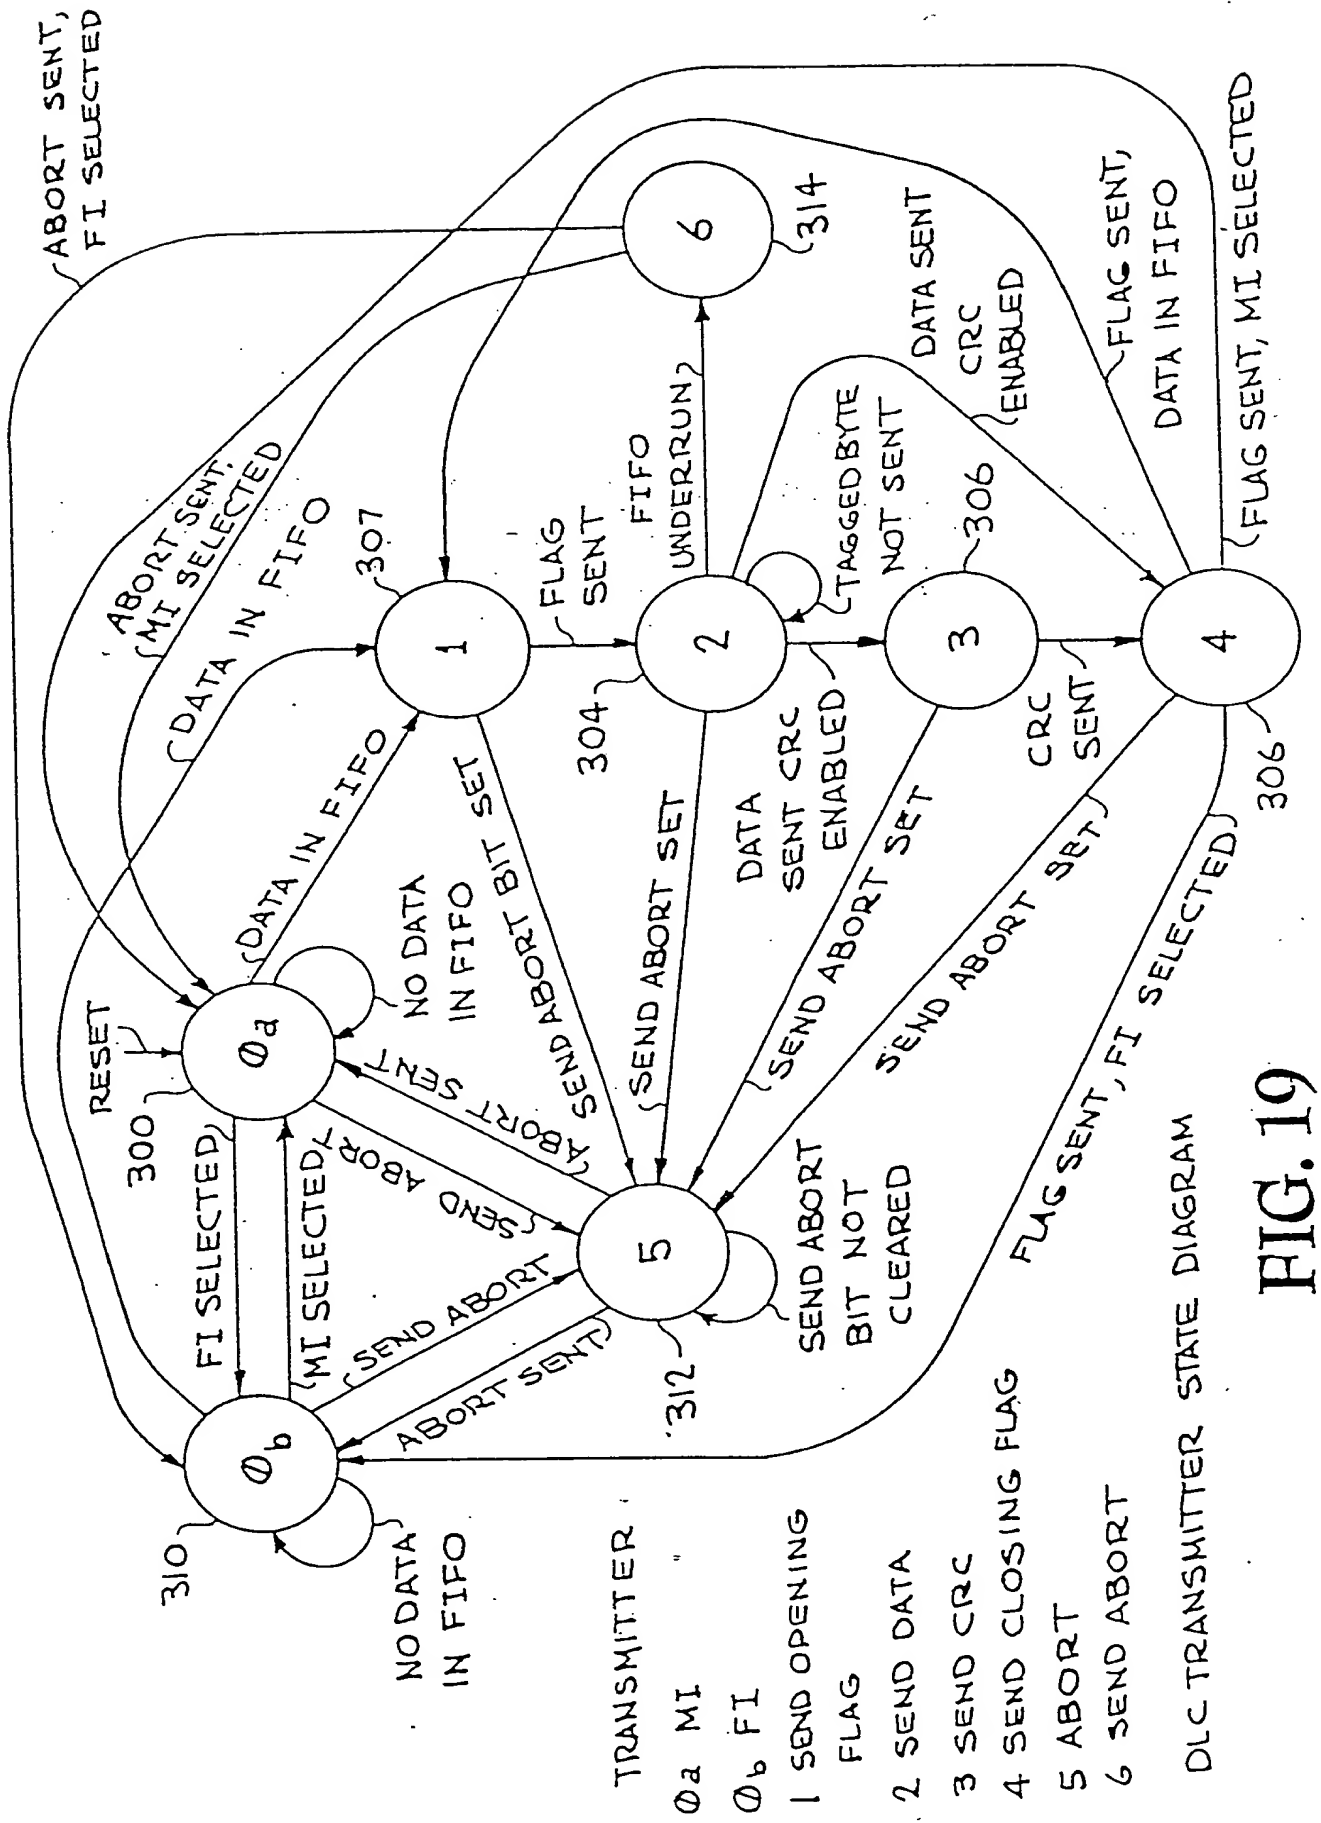 ABORT SENT,
FI SELECTED
ABORT SENT,
MI SELECTED
DATA IN FIFO
RESET
300
0a
DATA IN FIFO
NO DATA
IN FIFO
FI SELECTED
MI SELECTED
SEND ABORT
ABORT SENT
310
0b
NO DATA
IN FIFO
SEND ABORT
ABORT SENT
307
1
FLAG
SENT
SEND ABORT BIT SET
FIFO
UNDERRUN
6
314
304
2
TAGGED BYTE
NOT SENT
DATA SENT
CRC
ENABLED
SEND ABORT SET
DATA
SENT CRC
ENABLED
306
3
SEND ABORT SET
CRC
SENT
4
306
FLAG SENT,
DATA IN FIFO
FLAG SENT, MI SELECTED
SEND ABORT SET
FLAG SENT, FI SELECTED
5
312
SEND ABORT
BIT NOT
CLEARED
TRANSMITTER
0a MI
0b FI
1 SEND OPENING
FLAG
2 SEND DATA
3 SEND CRC
4 SEND CLOSING FLAG
5 ABORT
6 SEND ABORT
DLC TRANSMITTER STATE DIAGRAM
FIG. 19